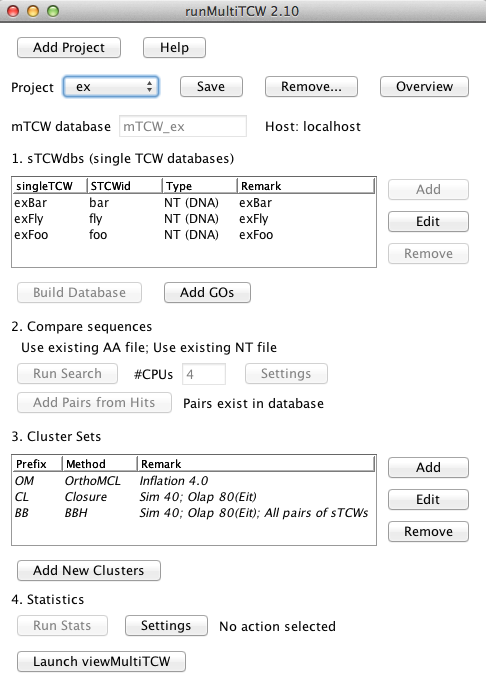 runMultiTCW 2.10
Add Project Help
Project ex Save Remove... Overview
mTCW database mTCW_ex Host: localhost
1. sTCWdbs (single TCW databases)
singleTCW STCWid Type Remark
exBar bar NT (DNA) exBar
exFly fly NT (DNA) exFly
exFoo foo NT (DNA) exFoo
Add
Edit
Remove
Build Database Add GOs
2. Compare sequences
Use existing AA file; Use existing NT file
Run Search #CPUs 4 Settings
Add Pairs from Hits Pairs exist in database
3. Cluster Sets
Prefix Method Remark
OM OrthoMCL Inflation 4.0
CL Closure Sim 40; Olap 80(Eit)
BB BBH Sim 40; Olap 80(Eit); All pairs of sTCWs
Add
Edit
Remove
Add New Clusters
4. Statistics
Run Stats Settings No action selected
Launch viewMultiTCW